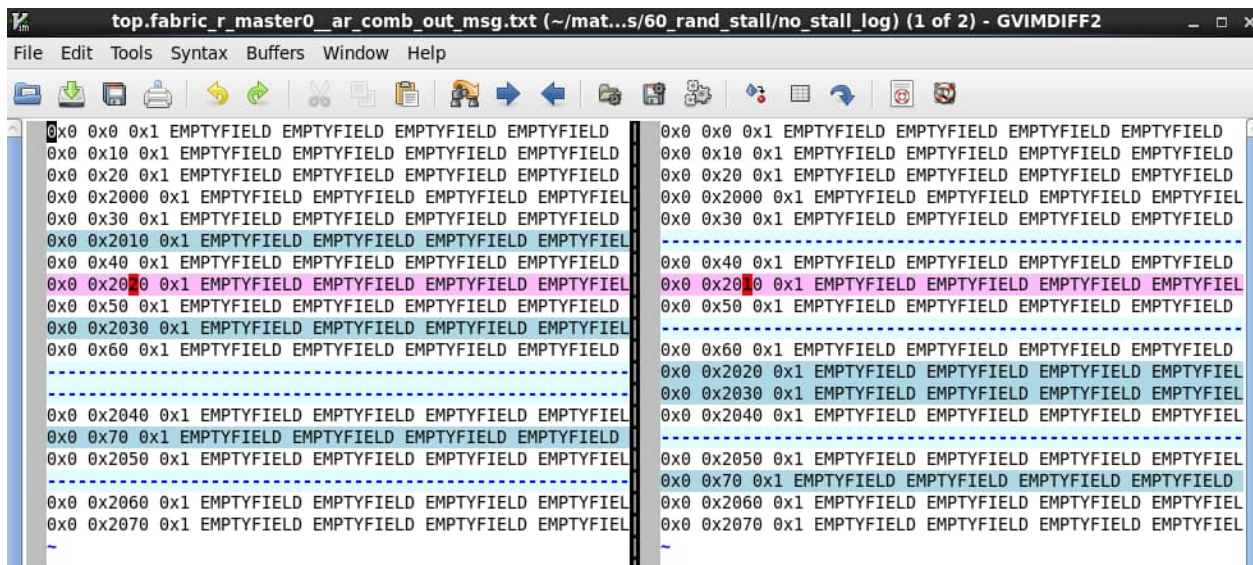 top.fabric_r_master0__ar_comb_out_msg.txt (~/mat...s/60_rand_stall/no_stall_log) (1 of 2) - GVIMDIFF2
File Edit Tools Syntax Buffers Window Help
0x0 0x0 0x1 EMPTYFIELD EMPTYFIELD EMPTYFIELD EMPTYFIELD
0x0 0x10 0x1 EMPTYFIELD EMPTYFIELD EMPTYFIELD EMPTYFIELD
0x0 0x20 0x1 EMPTYFIELD EMPTYFIELD EMPTYFIELD EMPTYFIELD
0x0 0x2000 0x1 EMPTYFIELD EMPTYFIELD EMPTYFIELD EMPTYFIEL
0x0 0x30 0x1 EMPTYFIELD EMPTYFIELD EMPTYFIELD EMPTYFIELD
0x0 0x2010 0x1 EMPTYFIELD EMPTYFIELD EMPTYFIELD EMPTYFIEL
0x0 0x40 0x1 EMPTYFIELD EMPTYFIELD EMPTYFIELD EMPTYFIELD
0x0 0x2020 0x1 EMPTYFIELD EMPTYFIELD EMPTYFIELD EMPTYFIEL
0x0 0x50 0x1 EMPTYFIELD EMPTYFIELD EMPTYFIELD EMPTYFIELD
0x0 0x2030 0x1 EMPTYFIELD EMPTYFIELD EMPTYFIELD EMPTYFIEL
0x0 0x60 0x1 EMPTYFIELD EMPTYFIELD EMPTYFIELD EMPTYFIELD
0x0 0x2040 0x1 EMPTYFIELD EMPTYFIELD EMPTYFIELD EMPTYFIEL
0x0 0x70 0x1 EMPTYFIELD EMPTYFIELD EMPTYFIELD EMPTYFIELD
0x0 0x2050 0x1 EMPTYFIELD EMPTYFIELD EMPTYFIELD EMPTYFIEL
0x0 0x2060 0x1 EMPTYFIELD EMPTYFIELD EMPTYFIELD EMPTYFIEL
0x0 0x2070 0x1 EMPTYFIELD EMPTYFIELD EMPTYFIELD EMPTYFIEL
~
0x0 0x0 0x1 EMPTYFIELD EMPTYFIELD EMPTYFIELD EMPTYFIELD
0x0 0x10 0x1 EMPTYFIELD EMPTYFIELD EMPTYFIELD EMPTYFIELD
0x0 0x20 0x1 EMPTYFIELD EMPTYFIELD EMPTYFIELD EMPTYFIELD
0x0 0x2000 0x1 EMPTYFIELD EMPTYFIELD EMPTYFIELD EMPTYFIEL
0x0 0x30 0x1 EMPTYFIELD EMPTYFIELD EMPTYFIELD EMPTYFIELD
0x0 0x40 0x1 EMPTYFIELD EMPTYFIELD EMPTYFIELD EMPTYFIELD
0x0 0x2010 0x1 EMPTYFIELD EMPTYFIELD EMPTYFIELD EMPTYFIEL
0x0 0x50 0x1 EMPTYFIELD EMPTYFIELD EMPTYFIELD EMPTYFIELD
0x0 0x60 0x1 EMPTYFIELD EMPTYFIELD EMPTYFIELD EMPTYFIELD
0x0 0x2020 0x1 EMPTYFIELD EMPTYFIELD EMPTYFIELD EMPTYFIEL
0x0 0x2030 0x1 EMPTYFIELD EMPTYFIELD EMPTYFIELD EMPTYFIEL
0x0 0x2040 0x1 EMPTYFIELD EMPTYFIELD EMPTYFIELD EMPTYFIEL
0x0 0x2050 0x1 EMPTYFIELD EMPTYFIELD EMPTYFIELD EMPTYFIEL
0x0 0x70 0x1 EMPTYFIELD EMPTYFIELD EMPTYFIELD EMPTYFIELD
0x0 0x2060 0x1 EMPTYFIELD EMPTYFIELD EMPTYFIELD EMPTYFIEL
0x0 0x2070 0x1 EMPTYFIELD EMPTYFIELD EMPTYFIELD EMPTYFIEL
~